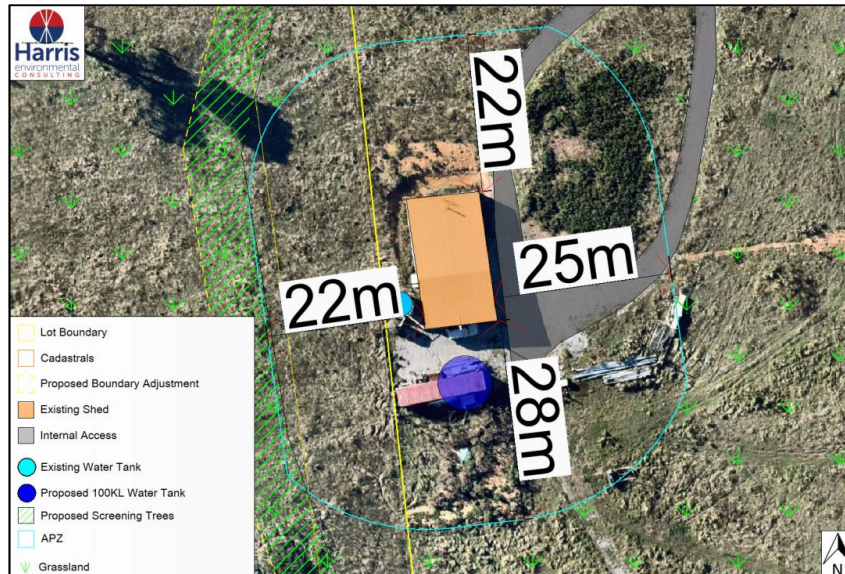 Harris
environmental
CONSULTING
22m
25m
22m
28m
Lot Boundary
Cadastrals
Proposed Boundary Adjustment
Existing Shed
Internal Access
Existing Water Tank
Proposed 100KL Water Tank
Proposed Screening Trees
APZ
Grassland
N